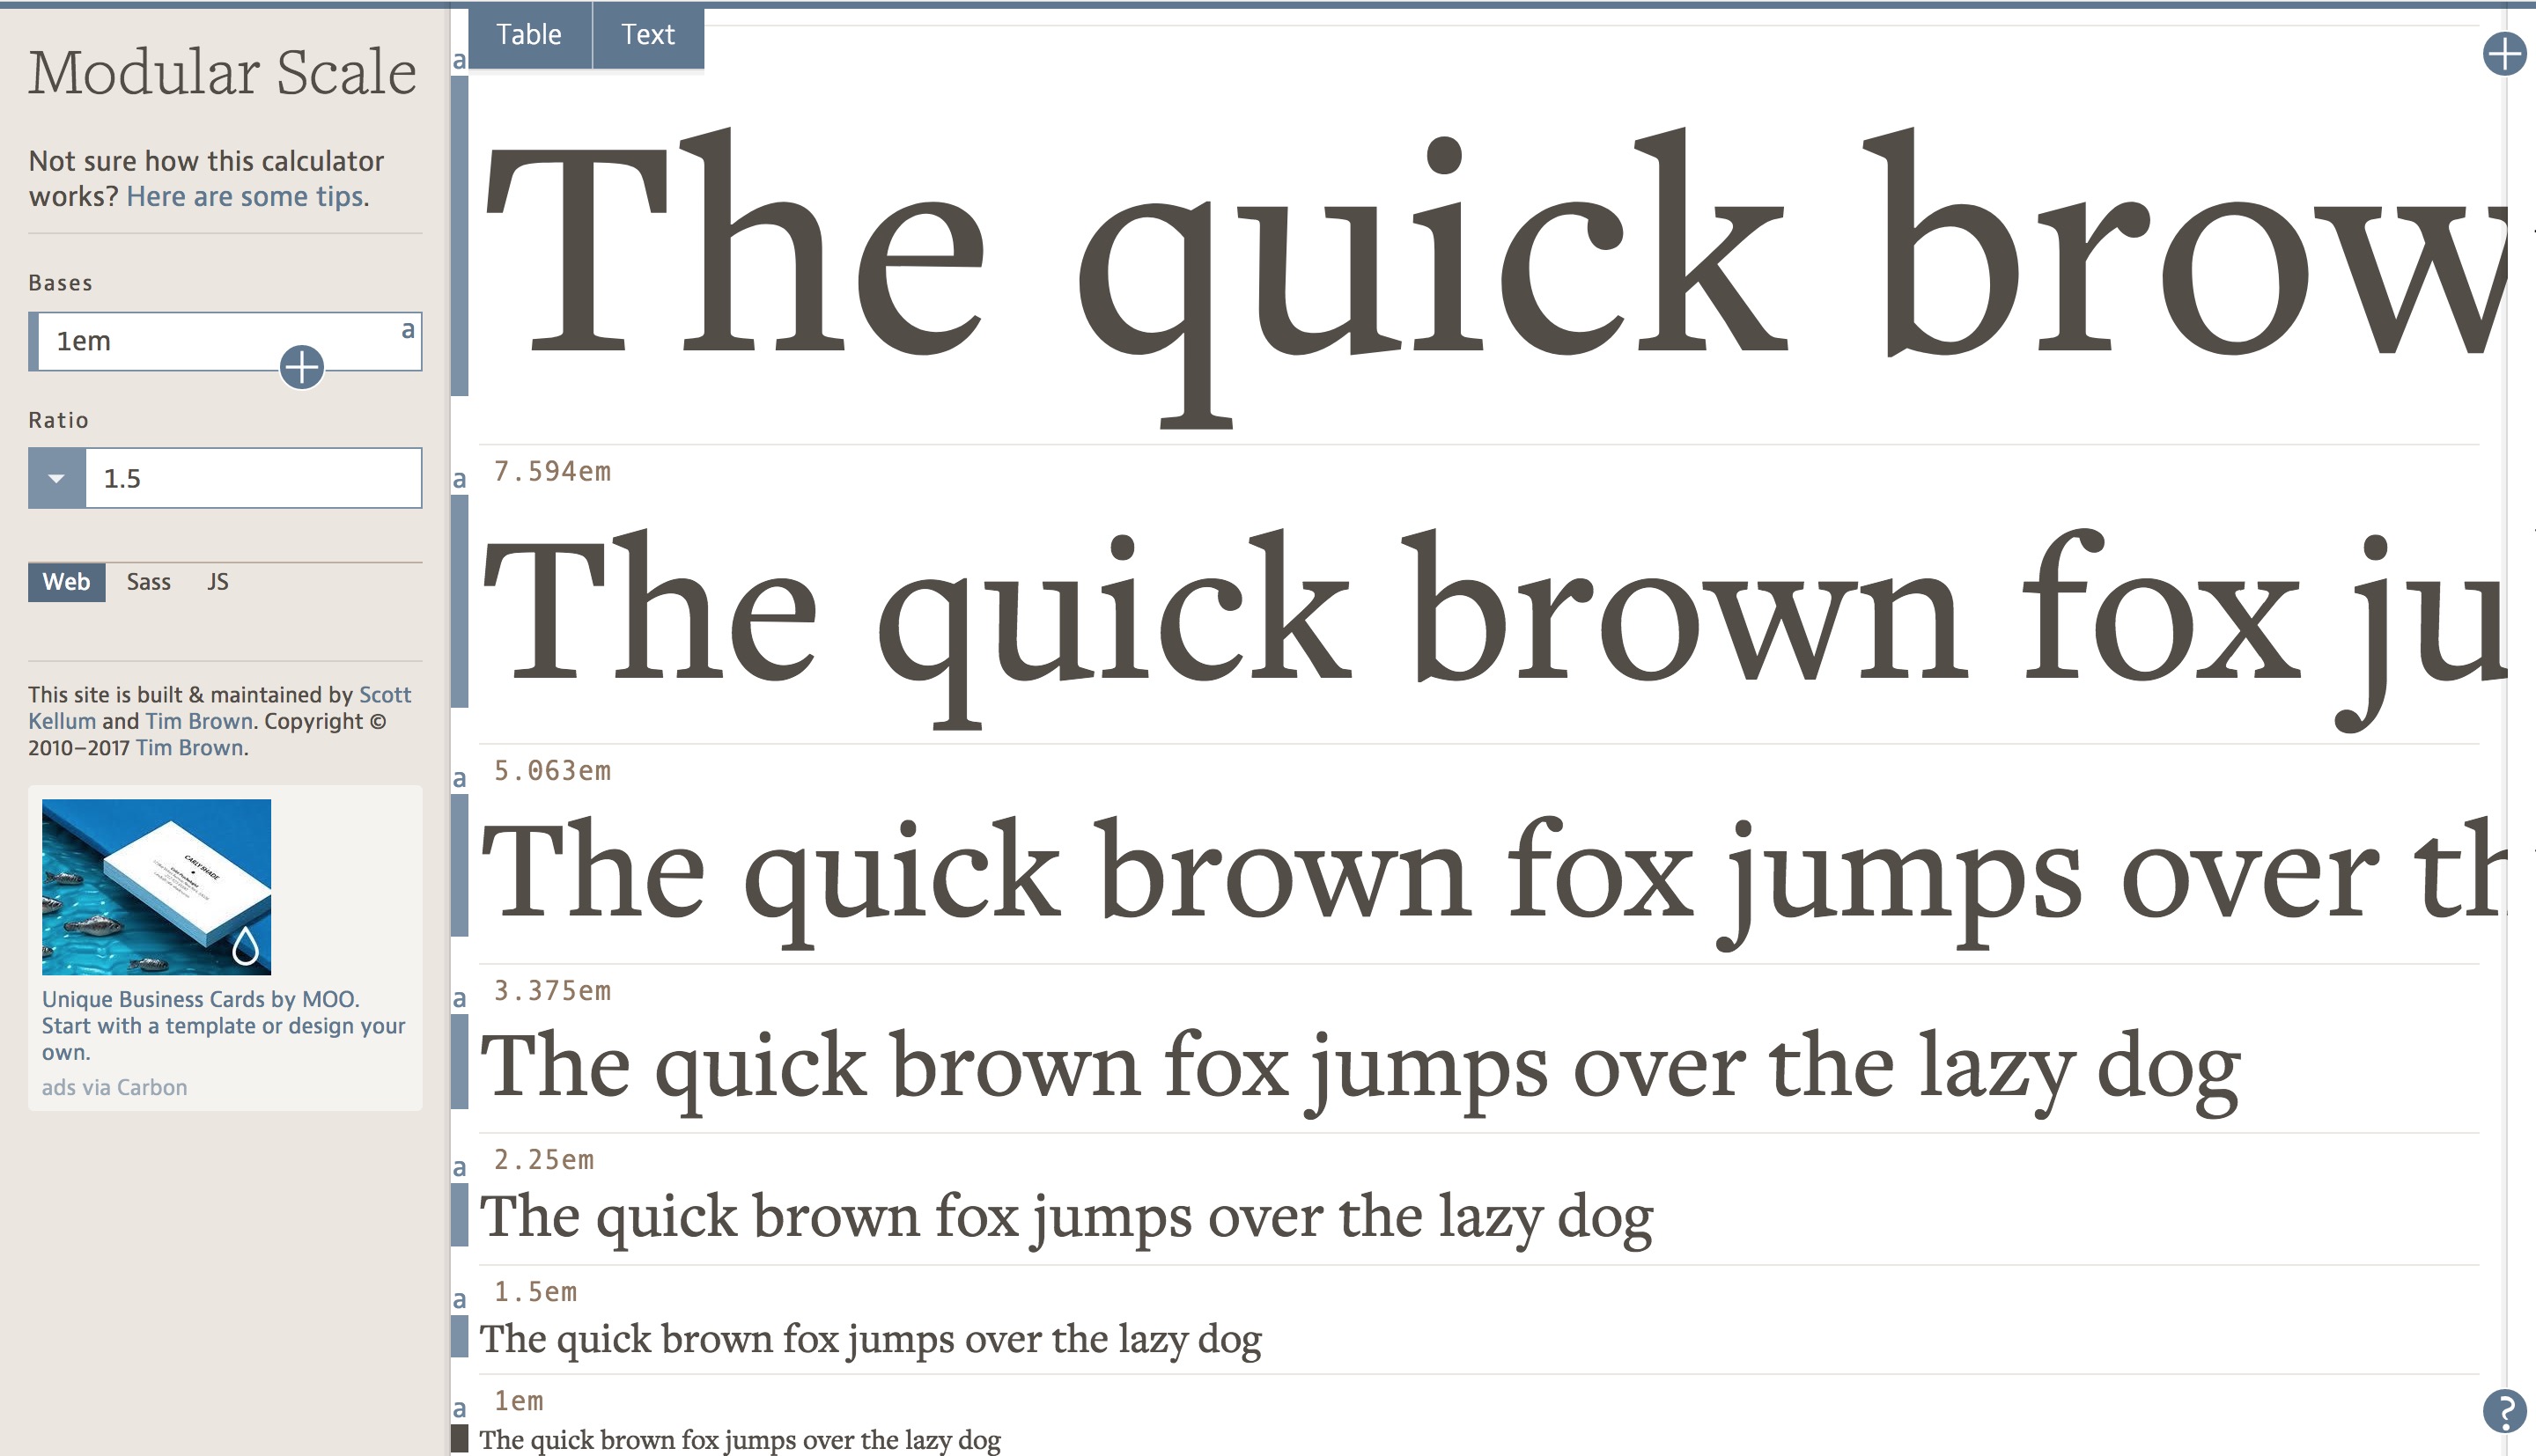 Modular Scale
Not sure how this calculator
works? Here are some tips.
Bases
1em
a
Ratio
1.5
Web Sass JS
This site is built & maintained by Scott
Kellum and Tim Brown. Copyright ©
2010–2017 Tim Brown.
CARLY SHADE
Unique Business Cards by MOO.
Start with a template or design your
own.
ads via Carbon
Table Text
a
The quick brow
a 7.594em
The quick brown fox ju
a 5.063em
The quick brown fox jumps over th
a 3.375em
The quick brown fox jumps over the lazy dog
a 2.25em
The quick brown fox jumps over the lazy dog
a 1.5em
The quick brown fox jumps over the lazy dog
a 1em
The quick brown fox jumps over the lazy dog
?